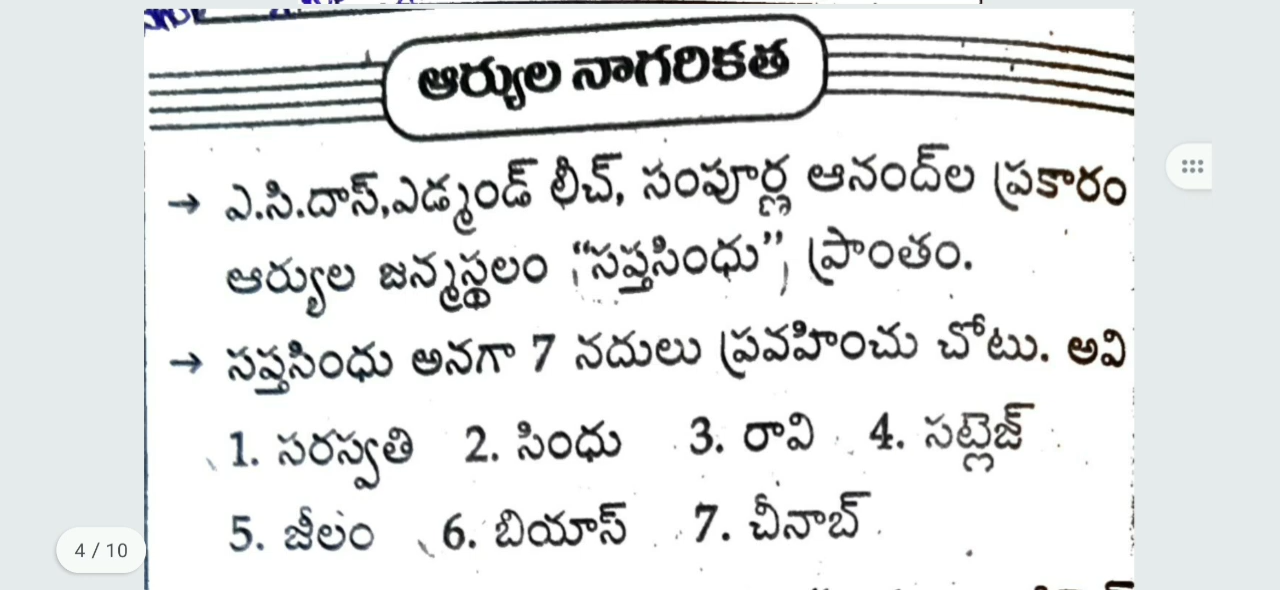 ఆర్యుల నాగరికత
→ ఎ.సి.దాస్,ఎడ్మండ్ లీచ్, సంపూర్ణ ఆనంద్‌ల ప్రకారం
ఆర్యుల జన్మస్థలం "సప్తసింధు", ప్రాంతం.
→ సప్తసింధు అనగా 7 నదులు ప్రవహించు చోటు. అవి
1. సరస్వతి 2. సింధు 3. రావి 4. సట్లెజ్
5. జీలం 6. బియాస్ 7. చీనాబ్
4 / 10